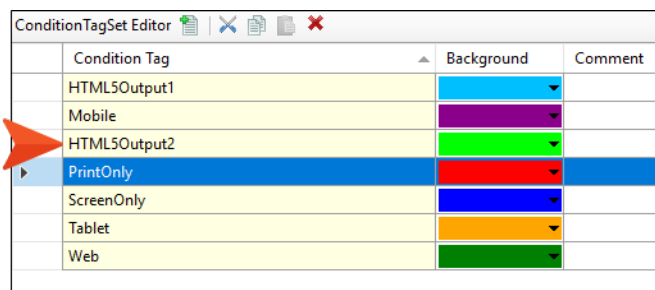 ConditionTagSet Editor
Condition Tag Background Comment
HTML5Output1
Mobile
HTML5Output2
PrintOnly
ScreenOnly
Tablet
Web